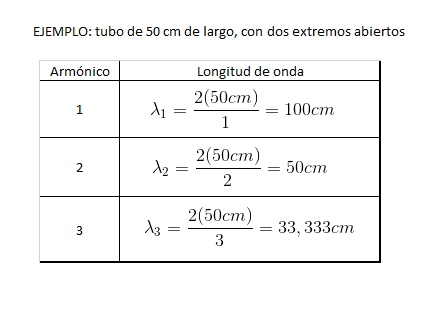 EJEMPLO: tubo de 50 cm de largo, con dos extremos abiertos
Armónico Longitud de onda
1 λ₁ = 2(50cm)/1 = 100cm
2 λ₂ = 2(50cm)/2 = 50cm
3 λ₃ = 2(50cm)/3 = 33,333cm